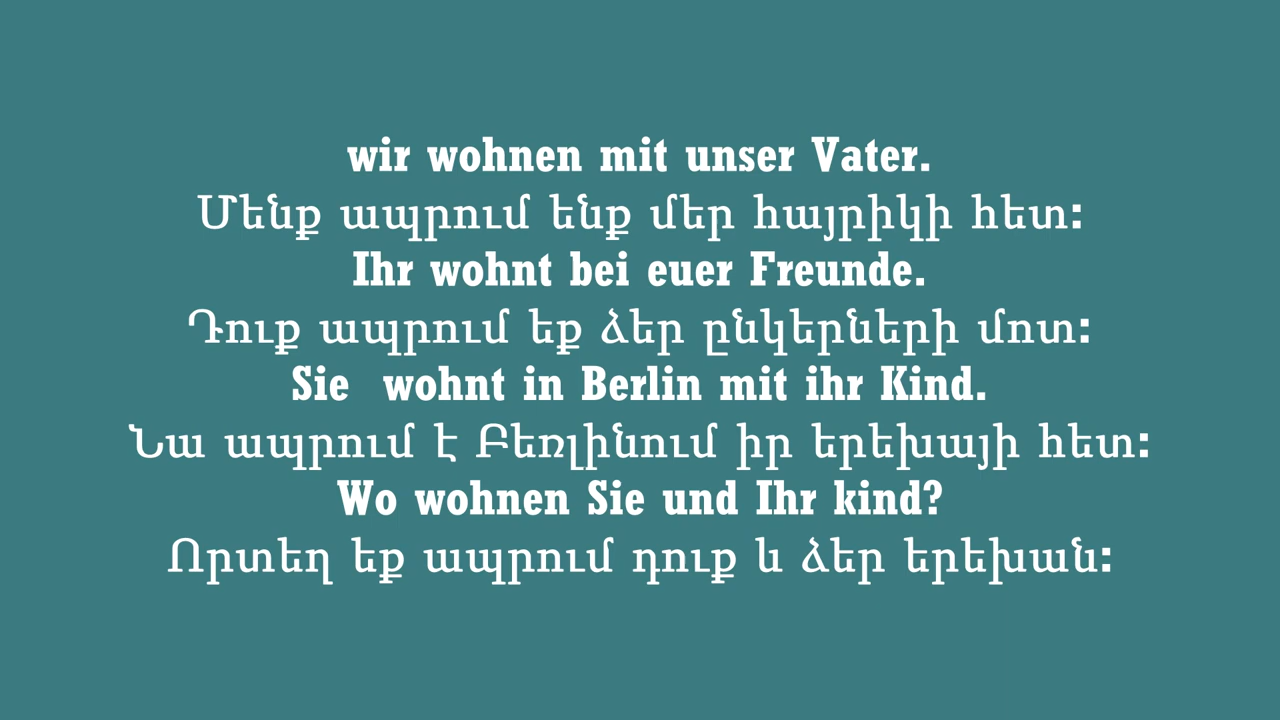 wir wohnen mit unser Vater.
Մենք ապրում ենք մեր հայրիկի հետ:
Ihr wohnt bei euer Freunde.
Դուք ապրում եք ձեր ընկերների մոտ:
Sie wohnt in Berlin mit ihr Kind.
Նա ապրում է Բեռլինում իր երեխայի հետ:
Wo wohnen Sie und Ihr kind?
Որտեղ եք ապրում դուք և ձեր երեխան: